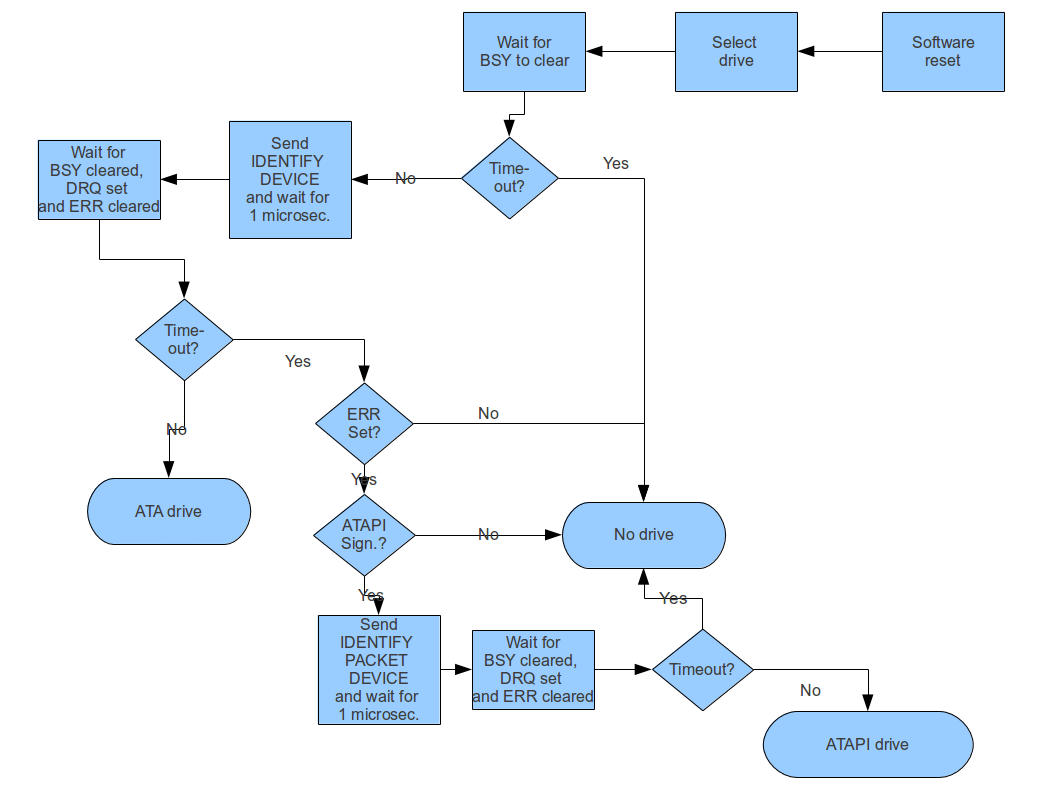 Wait for
BSY to clear
Select
drive
Software
reset
Time-
out?
Yes
No
Send
IDENTIFY
DEVICE
and wait for
1 microsec.
Wait for
BSY cleared,
DRQ set
and ERR cleared
Time-
out?
Yes
No
ERR
Set?
No
Yes
ATA drive
ATAPI
Sign.?
No
No drive
Yes
Send
IDENTIFY
PACKET
DEVICE
and wait for
1 microsec.
Wait for
BSY cleared,
DRQ set
and ERR cleared
Timeout?
Yes
No
ATAPI drive